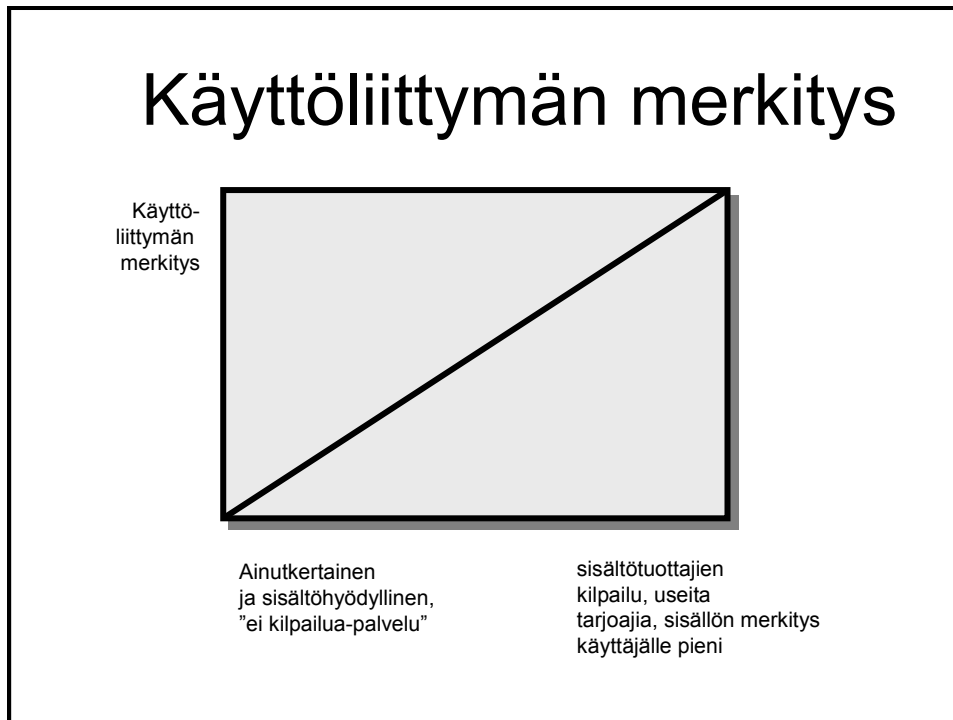 Käyttöliittymän merkitys
Käyttö-
liittymän
merkitys
Ainutkertainen
ja sisältöhyödyllinen,
”ei kilpailua-palvelu”
sisältötuottajien
kilpailu, useita
tarjoajia, sisällön merkitys
käyttäjälle pieni